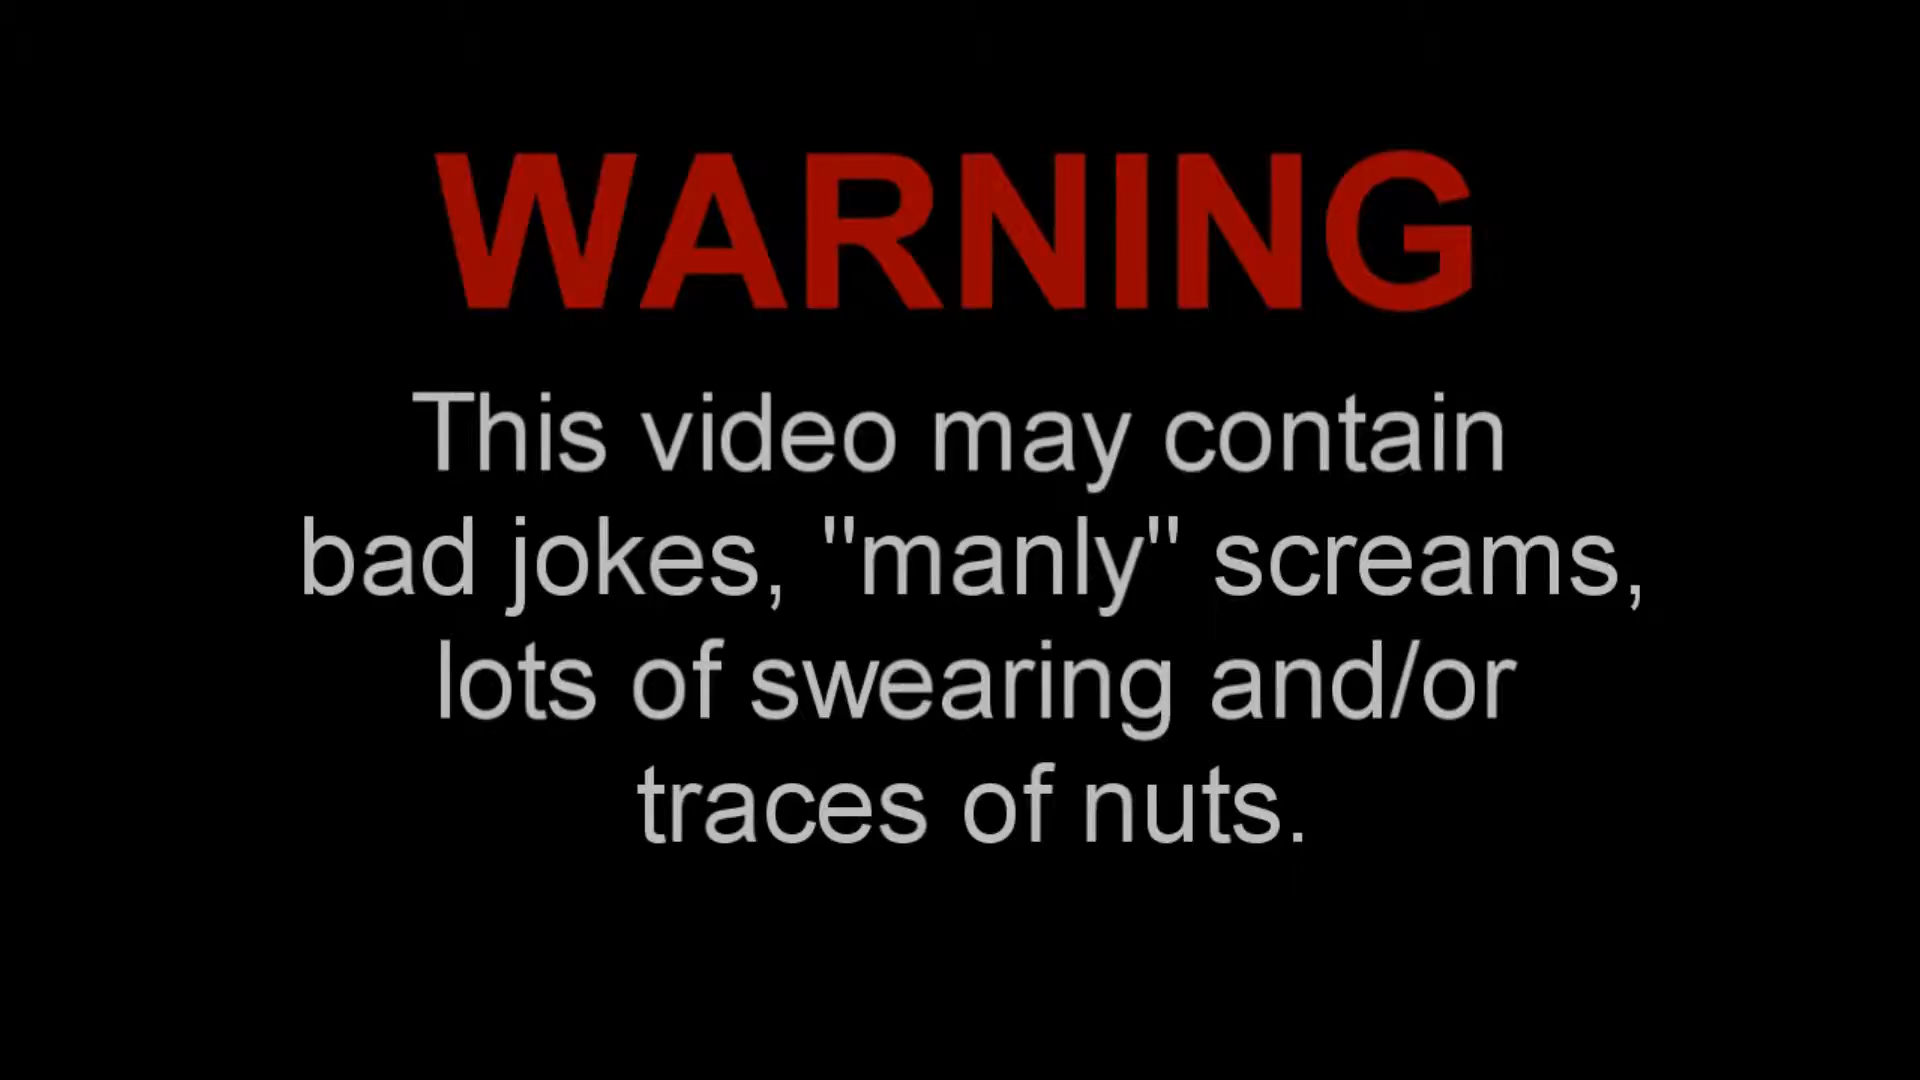 WARNING
This video may contain
bad jokes, "manly" screams,
lots of swearing and/or
traces of nuts.